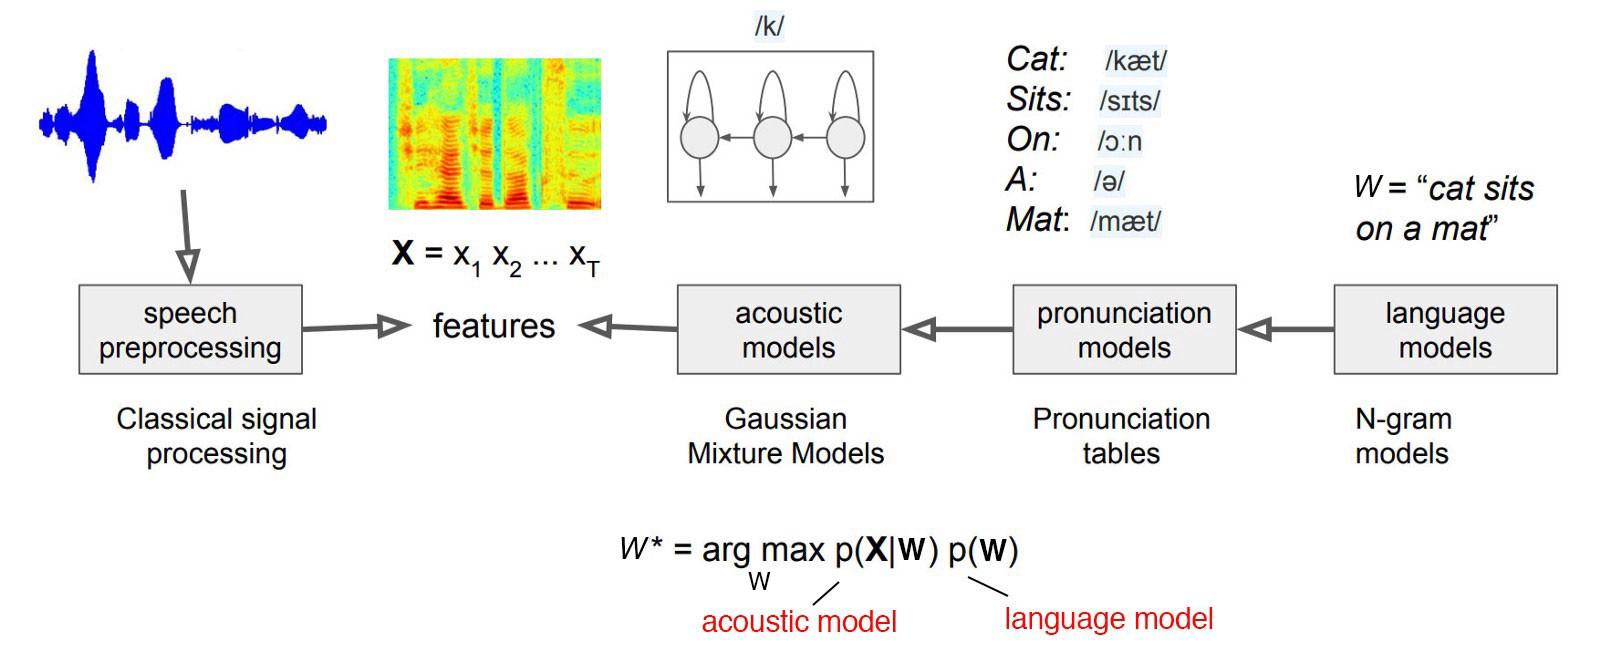 /k/
Cat: /kæt/
Sits: /sɪts/
On: /ɔːn
A: /ə/
Mat: /mæt/
W = “cat sits
on a mat”
X = x1 x2 ... xT
speech
preprocessing
features
acoustic
models
pronunciation
models
language
models
Classical signal
processing
Gaussian
Mixture Models
Pronunciation
tables
N-gram
models
W* = arg max p(X|W) p(W)
W
acoustic model
language model